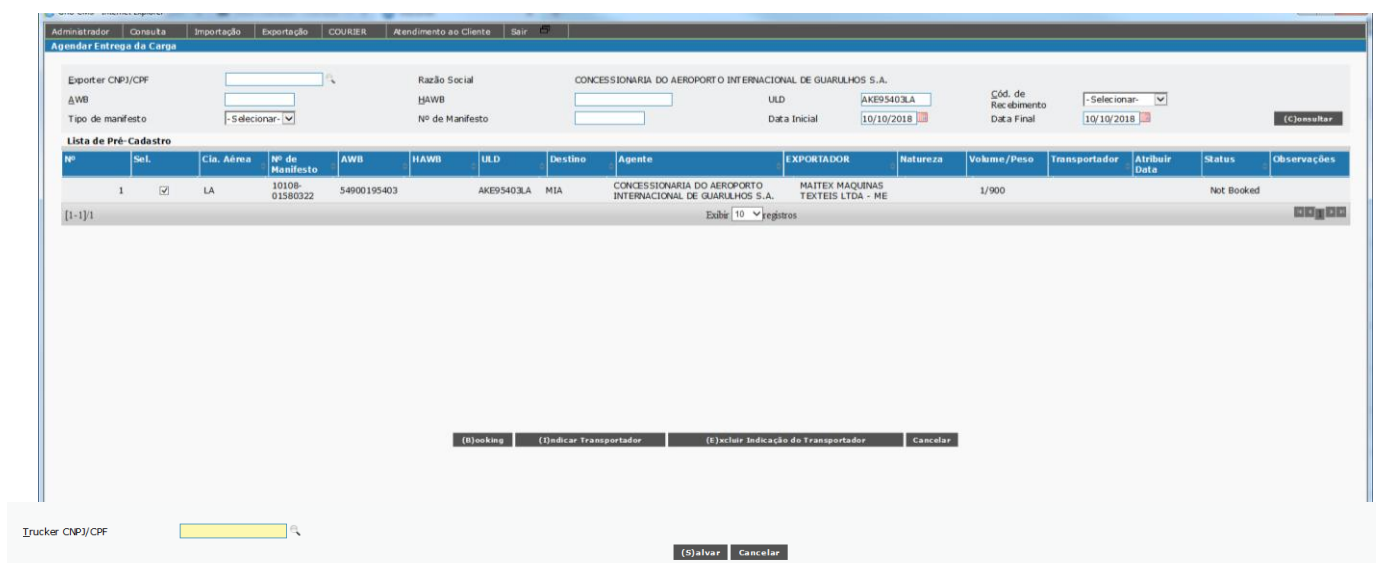 Administrador Consulta Importação Exportação COURIER Atendimento ao Cliente Sair
Agendar Entrega da Carga
Exporter CNPJ/CPF Razão Social CONCESSIONARIA DO AEROPORTO INTERNACIONAL DE GUARULHOS S.A.
AWB HAWB ULD AKE95403LA Cód. de Recebimento - Selecionar-
Tipo de manifesto - Selecionar- Nº de Manifesto Data Inicial 10/10/2018 Data Final 10/10/2018 (C)onsultar
Lista de Pré-Cadastro
Nº Sel. Cia. Aérea Nº de Manifesto AWB HAWB ULD Destino Agente EXPORTADOR Natureza Volume/Peso Transportador Atribuir Data Status Observações
1 LA 10108-01580322 54900195403 AKE95403LA MIA CONCESSIONARIA DO AEROPORTO INTERNACIONAL DE GUARULHOS S.A. MAITEX MAQUINAS TEXTEIS LTDA - ME 1/900 Not Booked
[1-1]/1 Exibir 10 registros 1
(B)ooking (I)ndicar Transportador (E)xcluir Indicação do Transportador Cancelar
Trucker CNPJ/CPF
(S)alvar Cancelar